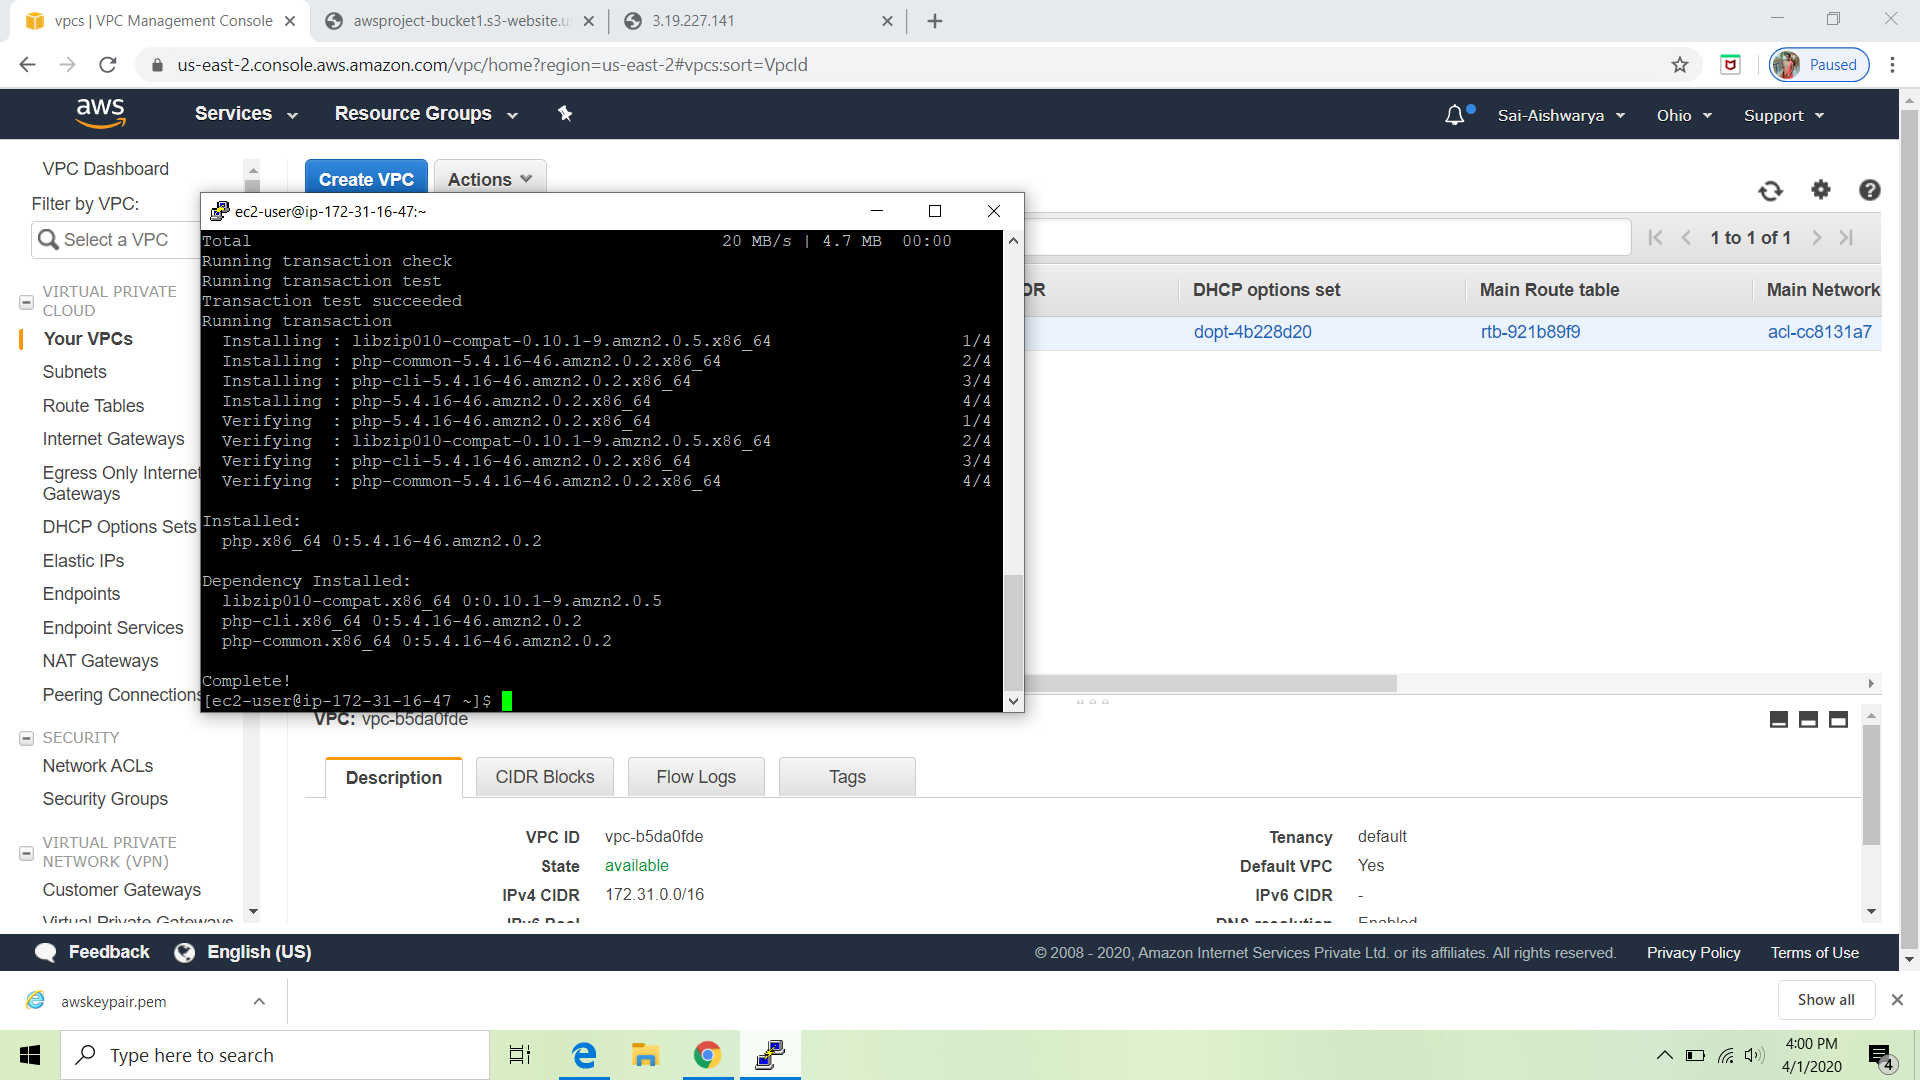 vpcs | VPC Management Console
awsproject-bucket1.s3-website.u
3.19.227.141
us-east-2.console.aws.amazon.com/vpc/home?region=us-east-2#vpcs:sort=VpcId
Paused
aws
Services
Resource Groups
Sai-Aishwarya
Ohio
Support
VPC Dashboard
Filter by VPC:
Select a VPC
VIRTUAL PRIVATE
CLOUD
Your VPCs
Subnets
Route Tables
Internet Gateways
Egress Only Internet
Gateways
DHCP Options Sets
Elastic IPs
Endpoints
Endpoint Services
NAT Gateways
Peering Connections
SECURITY
Network ACLs
Security Groups
VIRTUAL PRIVATE
NETWORK (VPN)
Customer Gateways
Virtual Private Gateways
Create VPC
Actions
1 to 1 of 1
DR
DHCP options set
Main Route table
Main Network
dopt-4b228d20
rtb-921b89f9
acl-cc8131a7
ec2-user@ip-172-31-16-47:~
Total 20 MB/s | 4.7 MB 00:00
Running transaction check
Running transaction test
Transaction test succeeded
Running transaction
Installing : libzip010-compat-0.10.1-9.amzn2.0.5.x86_64 1/4
Installing : php-common-5.4.16-46.amzn2.0.2.x86_64 2/4
Installing : php-cli-5.4.16-46.amzn2.0.2.x86_64 3/4
Installing : php-5.4.16-46.amzn2.0.2.x86_64 4/4
Verifying : php-5.4.16-46.amzn2.0.2.x86_64 1/4
Verifying : libzip010-compat-0.10.1-9.amzn2.0.5.x86_64 2/4
Verifying : php-cli-5.4.16-46.amzn2.0.2.x86_64 3/4
Verifying : php-common-5.4.16-46.amzn2.0.2.x86_64 4/4
Installed:
php.x86_64 0:5.4.16-46.amzn2.0.2
Dependency Installed:
libzip010-compat.x86_64 0:0.10.1-9.amzn2.0.5
php-cli.x86_64 0:5.4.16-46.amzn2.0.2
php-common.x86_64 0:5.4.16-46.amzn2.0.2
Complete!
[ec2-user@ip-172-31-16-47 ~]$
VPC: vpc-b5da0fde
Description
CIDR Blocks
Flow Logs
Tags
VPC ID vpc-b5da0fde
State available
IPv4 CIDR 172.31.0.0/16
IPv6 Pool
Tenancy default
Default VPC Yes
IPv6 CIDR -
DNS resolution Enabled
Feedback
English (US)
© 2008 - 2020, Amazon Internet Services Private Ltd. or its affiliates. All rights reserved.
Privacy Policy
Terms of Use
awskeypair.pem
Show all
Type here to search
4:00 PM
4/1/2020
4